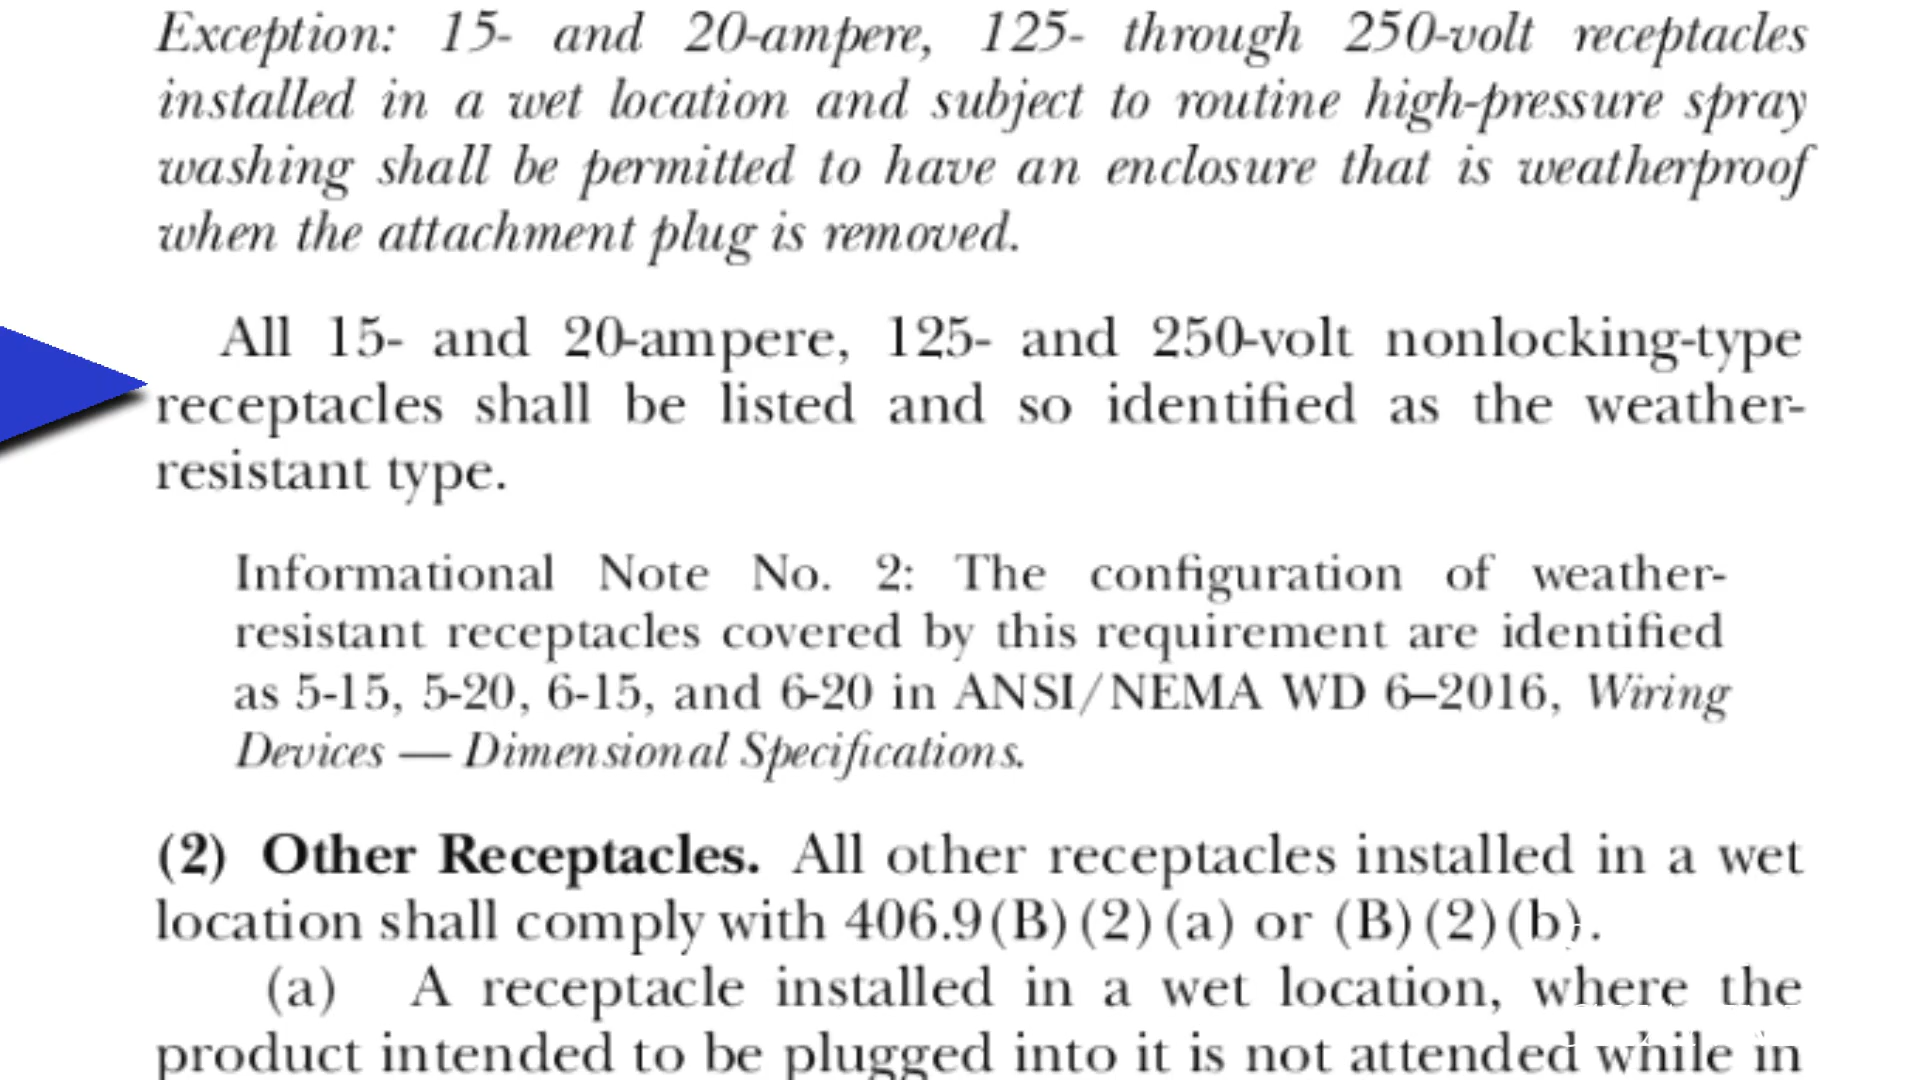 Exception: 15- and 20-ampere, 125- through 250-volt receptacles
installed in a wet location and subject to routine high-pressure spray
washing shall be permitted to have an enclosure that is weatherproof
when the attachment plug is removed.
All 15- and 20-ampere, 125- and 250-volt nonlocking-type
receptacles shall be listed and so identified as the weather-
resistant type.
Informational Note No. 2: The configuration of weather-
resistant receptacles covered by this requirement are identified
as 5-15, 5-20, 6-15, and 6-20 in ANSI/NEMA WD 6–2016, Wiring
Devices — Dimensional Specifications.
(2) Other Receptacles. All other receptacles installed in a wet
location shall comply with 406.9(B)(2)(a) or (B)(2)(b).
(a) A receptacle installed in a wet location, where the
product intended to be plugged into it is not attended while in